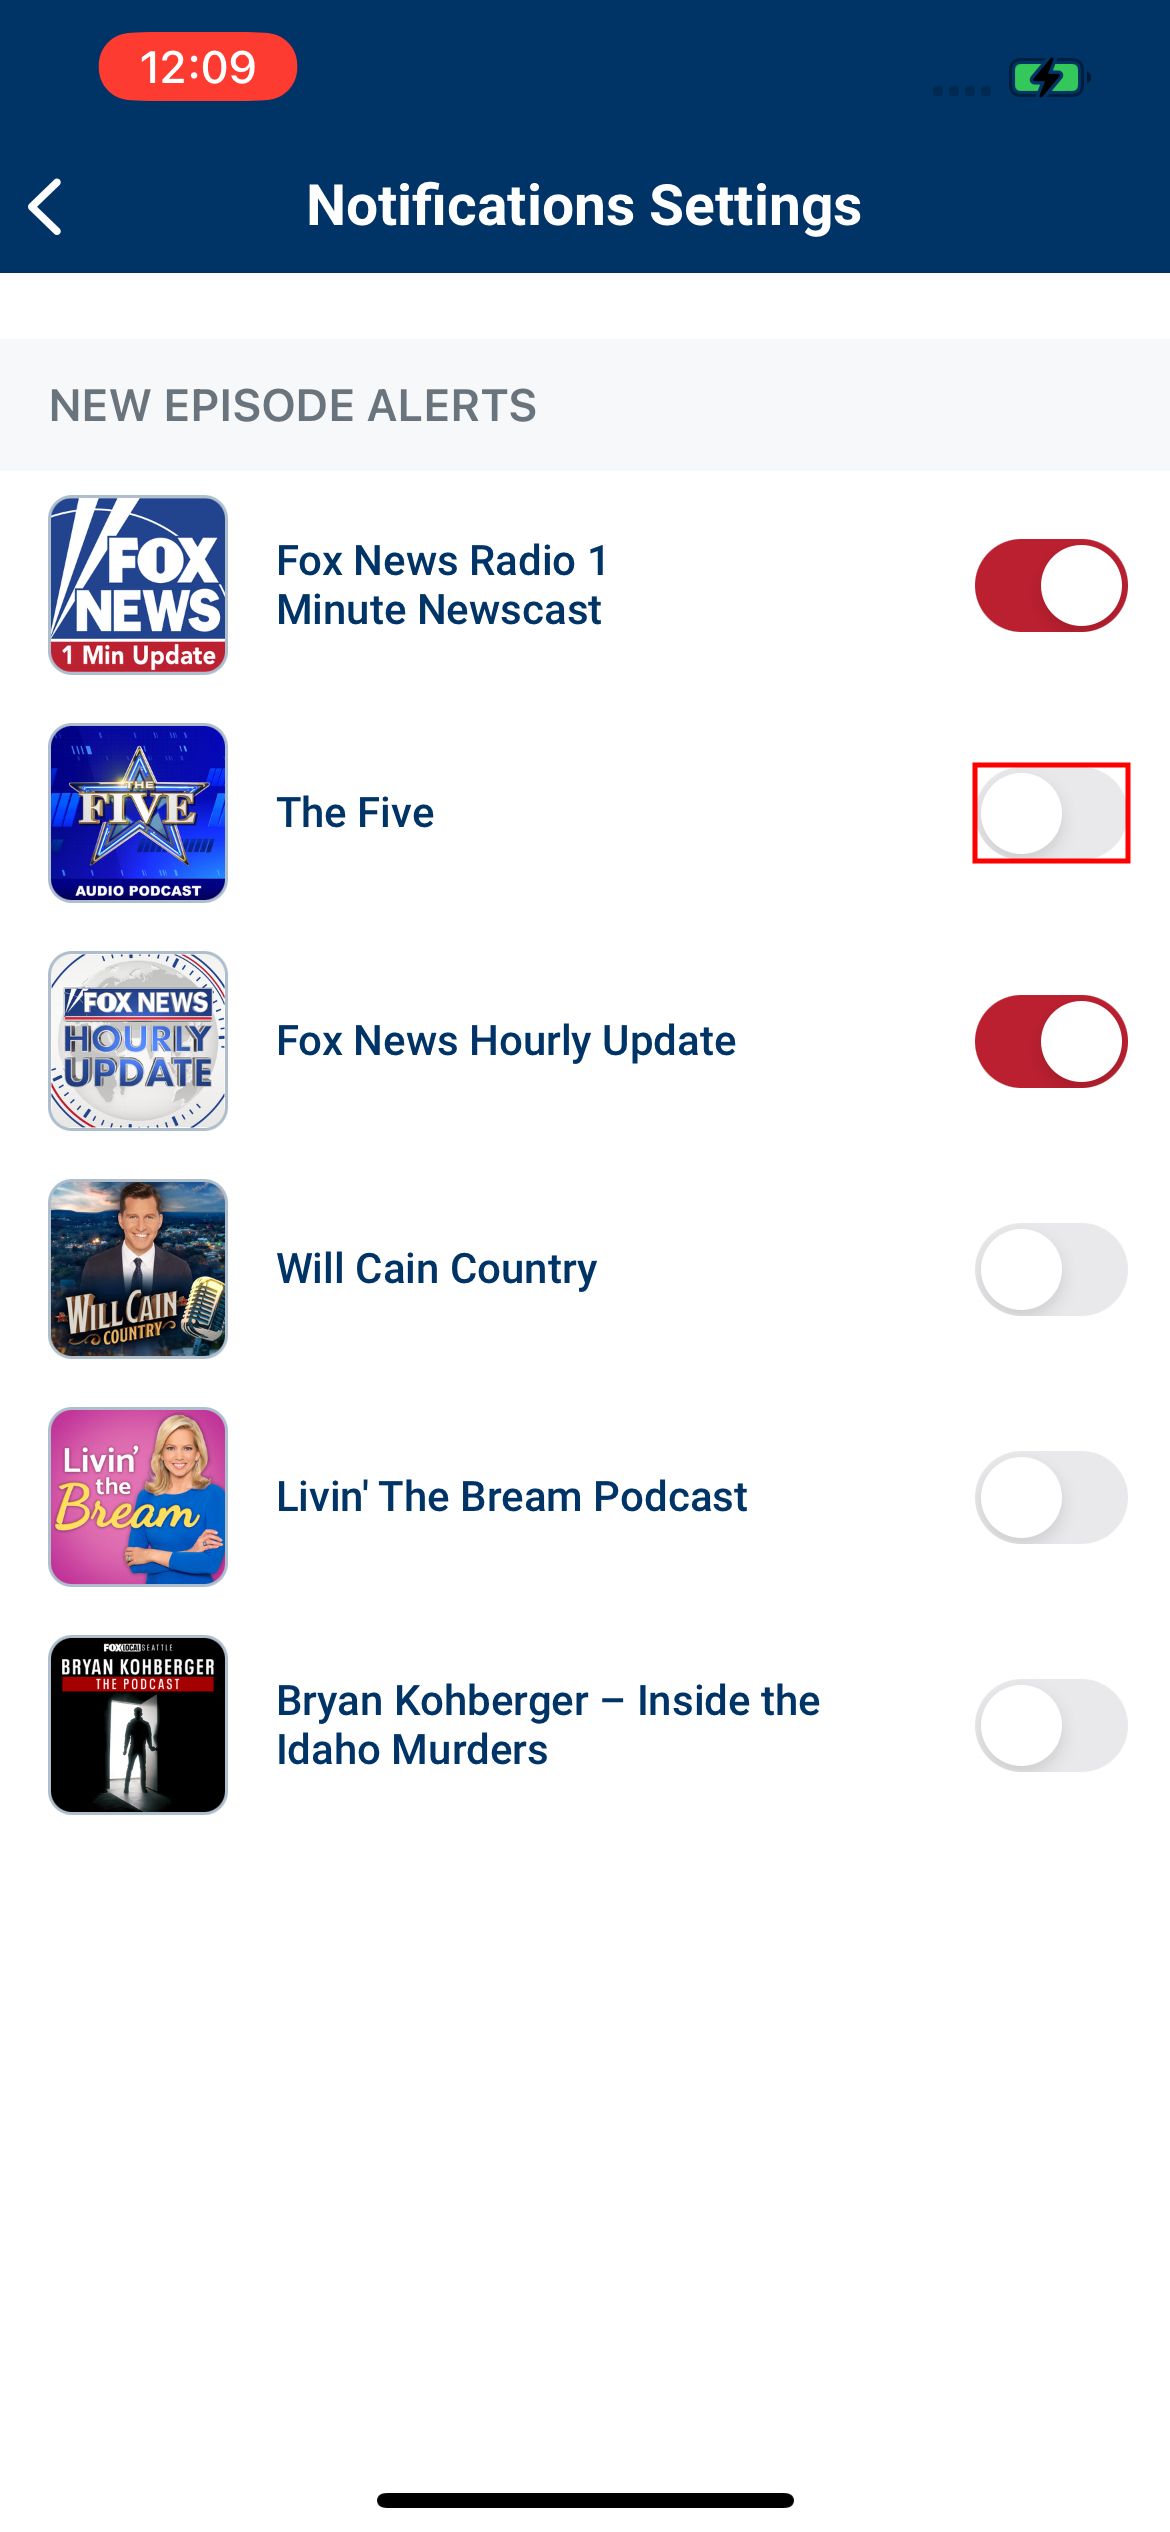 12:09
Notifications Settings
NEW EPISODE ALERTS
FOX
NEWS
1 Min Update
Fox News Radio 1
Minute Newscast
THE
FIVE
AUDIO PODCAST
The Five
FOX NEWS
HOURLY
UPDATE
Fox News Hourly Update
WILL CAIN
COUNTRY
Will Cain Country
Livin'
the
Bream
Livin' The Bream Podcast
FOX LOCAL SEATTLE
BRYAN KOHBERGER
THE PODCAST
Bryan Kohberger – Inside the
Idaho Murders